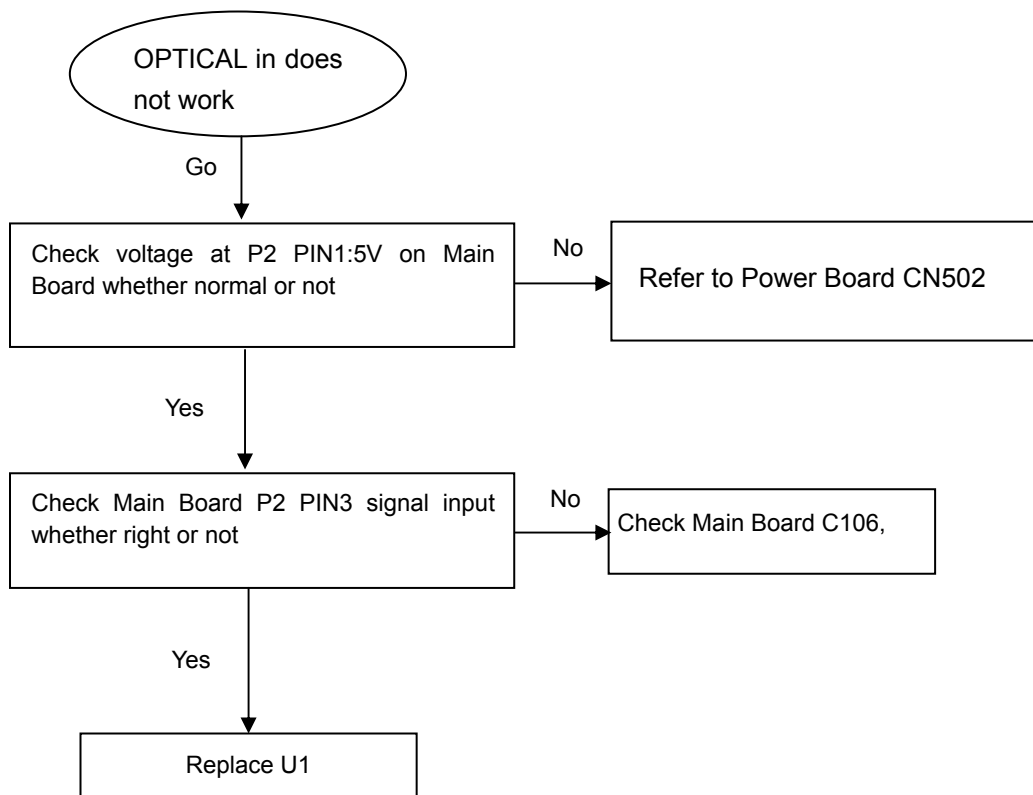 OPTICAL in does
not work
Go
Check voltage at P2 PIN1:5V on Main
Board whether normal or not
No
Refer to Power Board CN502
Yes
Check Main Board P2 PIN3 signal input
whether right or not
No
Check Main Board C106,
Yes
Replace U1